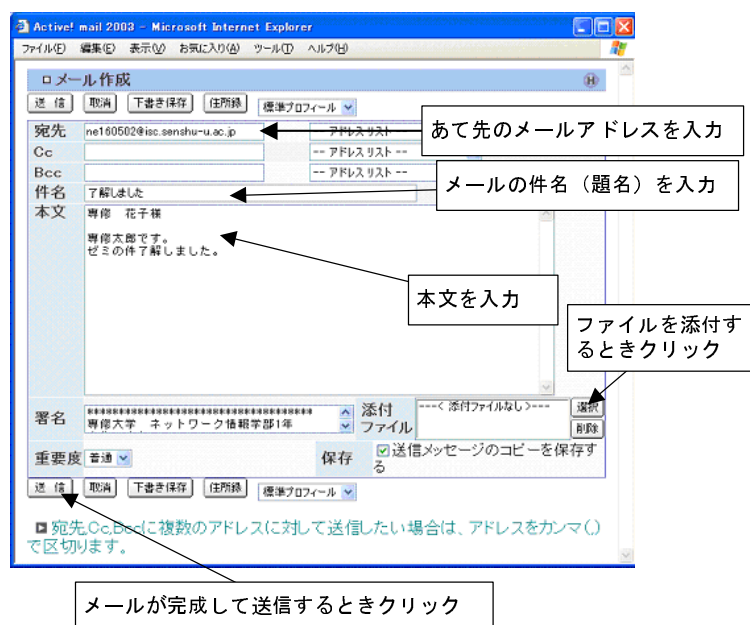 Active! mail 2003 - Microsoft Internet Explorer
ファイル(F) 編集(E) 表示(V) お気に入り(A) ツール(T) ヘルプ(H)
メール作成
送 信 取消 下書き保存 住所録 標準プロフィール
宛先 ne160502@isc.senshu-u.ac.jp -- アドレスリスト --
あて先のメールアドレスを入力
Cc -- アドレスリスト --
Bcc -- アドレスリスト --
メールの件名（題名）を入力
件名 了解しました
本文 専修 花子様
専修太郎です。
ゼミの件了解しました。
本文を入力
ファイルを添付す
るときクリック
署名 専修大学 ネットワーク情報学部1年
添付
ファイル
---< 添付ファイルなし >--- 選択
削除
重要度 普通 保存 送信メッセージのコピーを保存す
る
送 信 取消 下書き保存 住所録 標準プロフィール
宛先,Cc,Bccに複数のアドレスに対して送信したい場合は、アドレスをカンマ(,)
で区切ります。
メールが完成して送信するときクリック